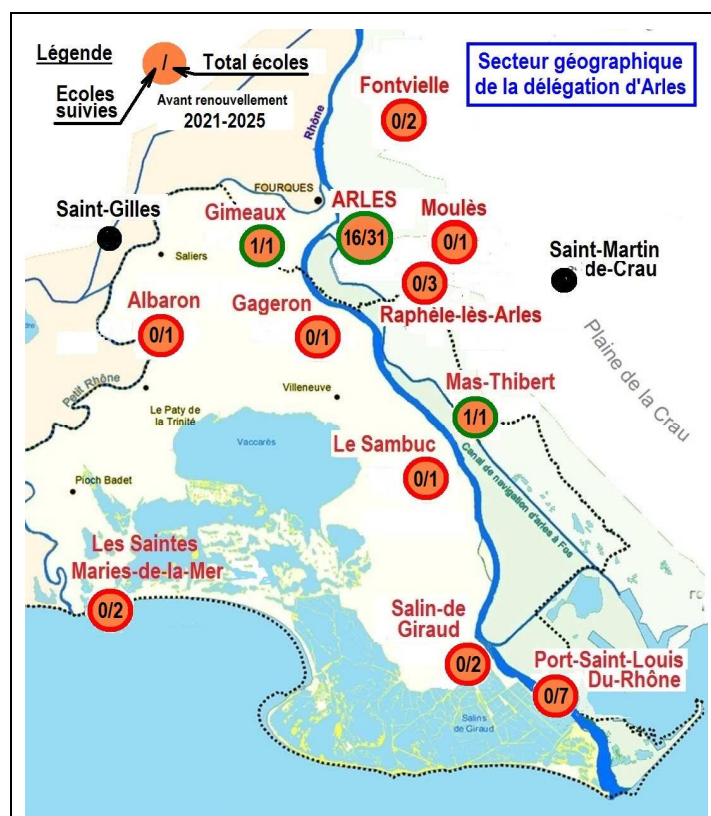 Légende
/
Total écoles
Ecoles
suivies
Avant renouvellement
2021-2025
Secteur géographique
de la délégation d'Arles
Fontvielle
0/2
Rhône
FOURQUES
Saint-Gilles
Gimeaux
1/1
ARLES
16/31
Moulès
0/1
Saint-Martin
de-Crau
Saliers
0/3
Raphèle-lès-Arles
Albaron
0/1
Gageron
0/1
Plaine de la Crau
Petit Rhône
Villeneuve
Mas-Thibert
1/1
Le Paty de
la Trinité
Vaccarès
Le Sambuc
0/1
Canal de navigation d'arles à Fos
Pioch Badet
Les Saintes
Maries-de-la-Mer
0/2
Salin-de
Giraud
0/2
Port-Saint-Louis
Du-Rhône
0/7
Salins
de Giraud